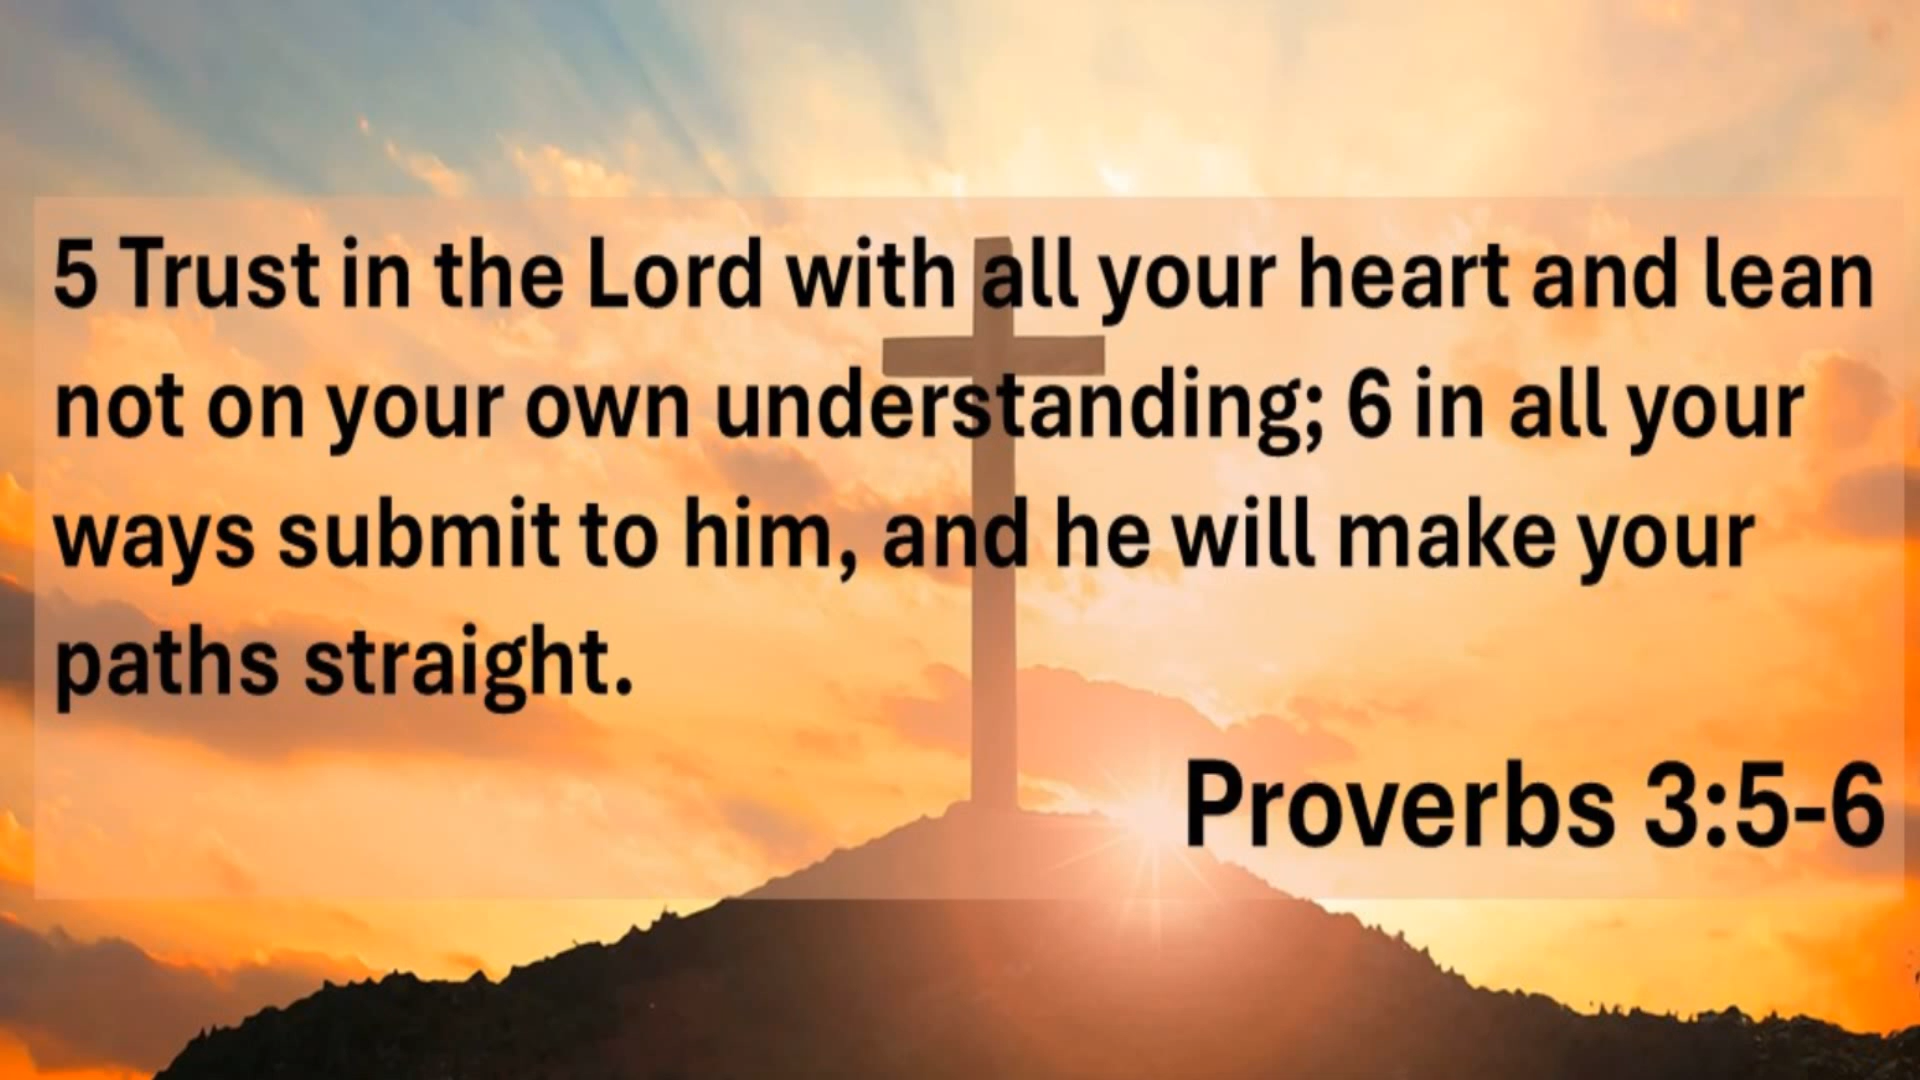 5 Trust in the Lord with all your heart and lean
not on your own understanding; 6 in all your
ways submit to him, and he will make your
paths straight.
Proverbs 3:5-6